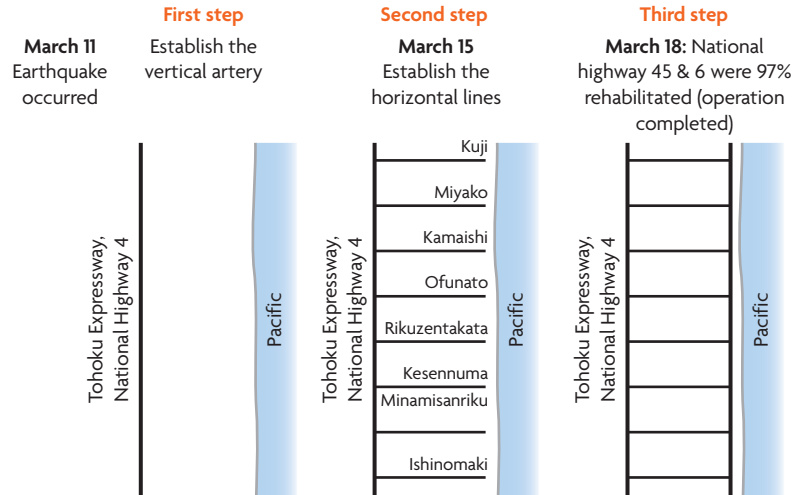 First step
Second step
Third step
March 11
Earthquake
occurred
Establish the
vertical artery
March 15
Establish the
horizontal lines
March 18: National
highway 45 & 6 were 97%
rehabilitated (operation
completed)
Tohoku Expressway,
National Highway 4
Pacific
Tohoku Expressway,
National Highway 4
Kuji
Miyako
Kamaishi
Ofunato
Rikuzentakata
Kesennuma
Minamisanriku
Ishinomaki
Pacific
Tohoku Expressway,
National Highway 4
Pacific